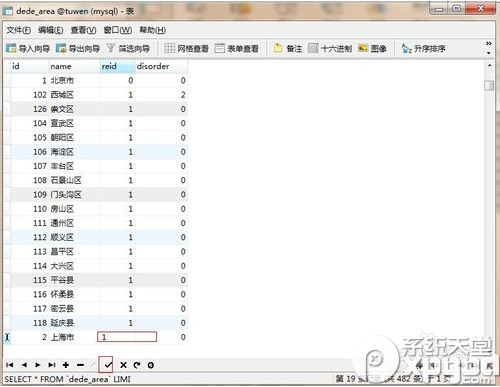 dede_area @tuwen (mysql) - 表
文件(F) 编辑(E) 查看(V) 窗口(W) 帮助(H)
导入向导 导出向导 筛选向导 网格查看 表单查看 备注 十六进制 图像 升序排序
id name reid disorder
1 北京市 0 0
102 西城区 1 2
126 崇文区 1 0
104 宣武区 1 0
105 朝阳区 1 0
106 海淀区 1 0
107 丰台区 1 0
108 石景山区 1 0
109 门头沟区 1 0
110 房山区 1 0
111 通州区 1 0
112 顺义区 1 0
113 昌平区 1 0
114 大兴区 1 0
115 平谷县 1 0
116 怀柔县 1 0
117 密云县 1 0
118 延庆县 1 0
2 上海市 1 0
系统天堂
SELECT * FROM `dede_area` LIMI 第 19 条记录 (共 482 条) 于 1 页